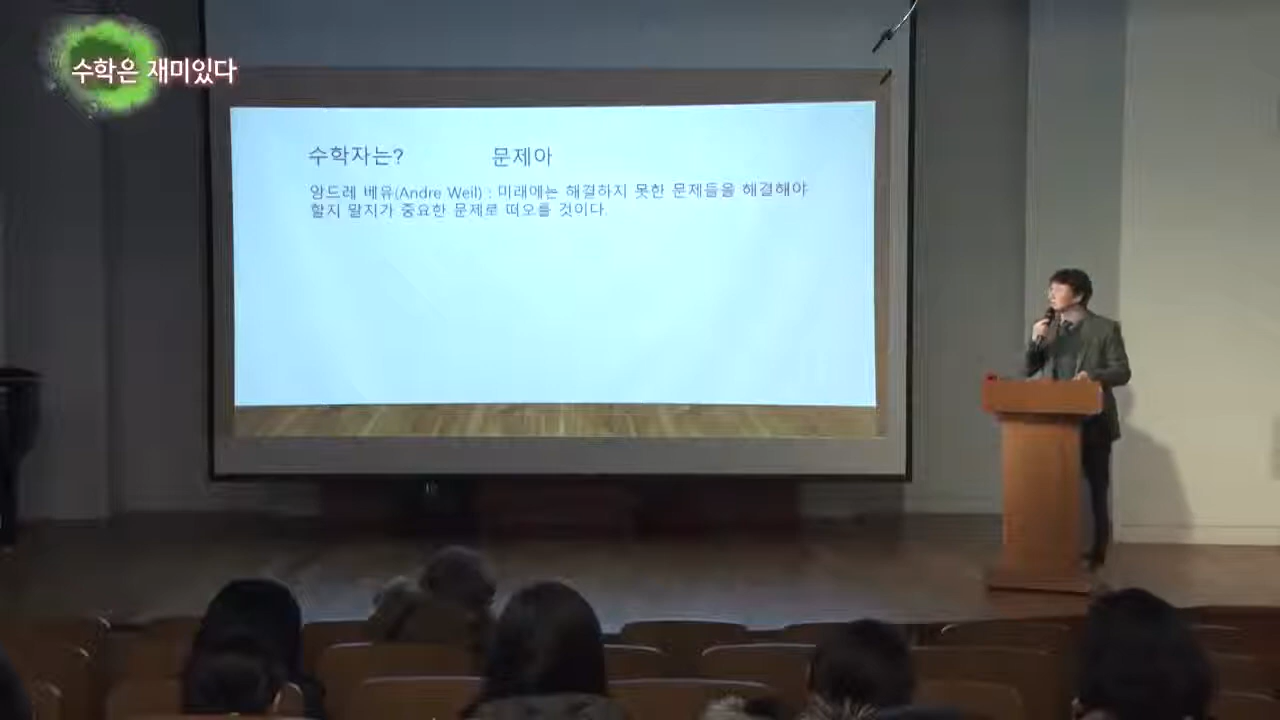 수학은 재미있다
수학자는? 문제아
앙드레 베유(Andre Weil) : 미래에는 해결하지 못한 문제들을 해결해야
할지 말지가 중요한 문제로 떠오를 것이다.